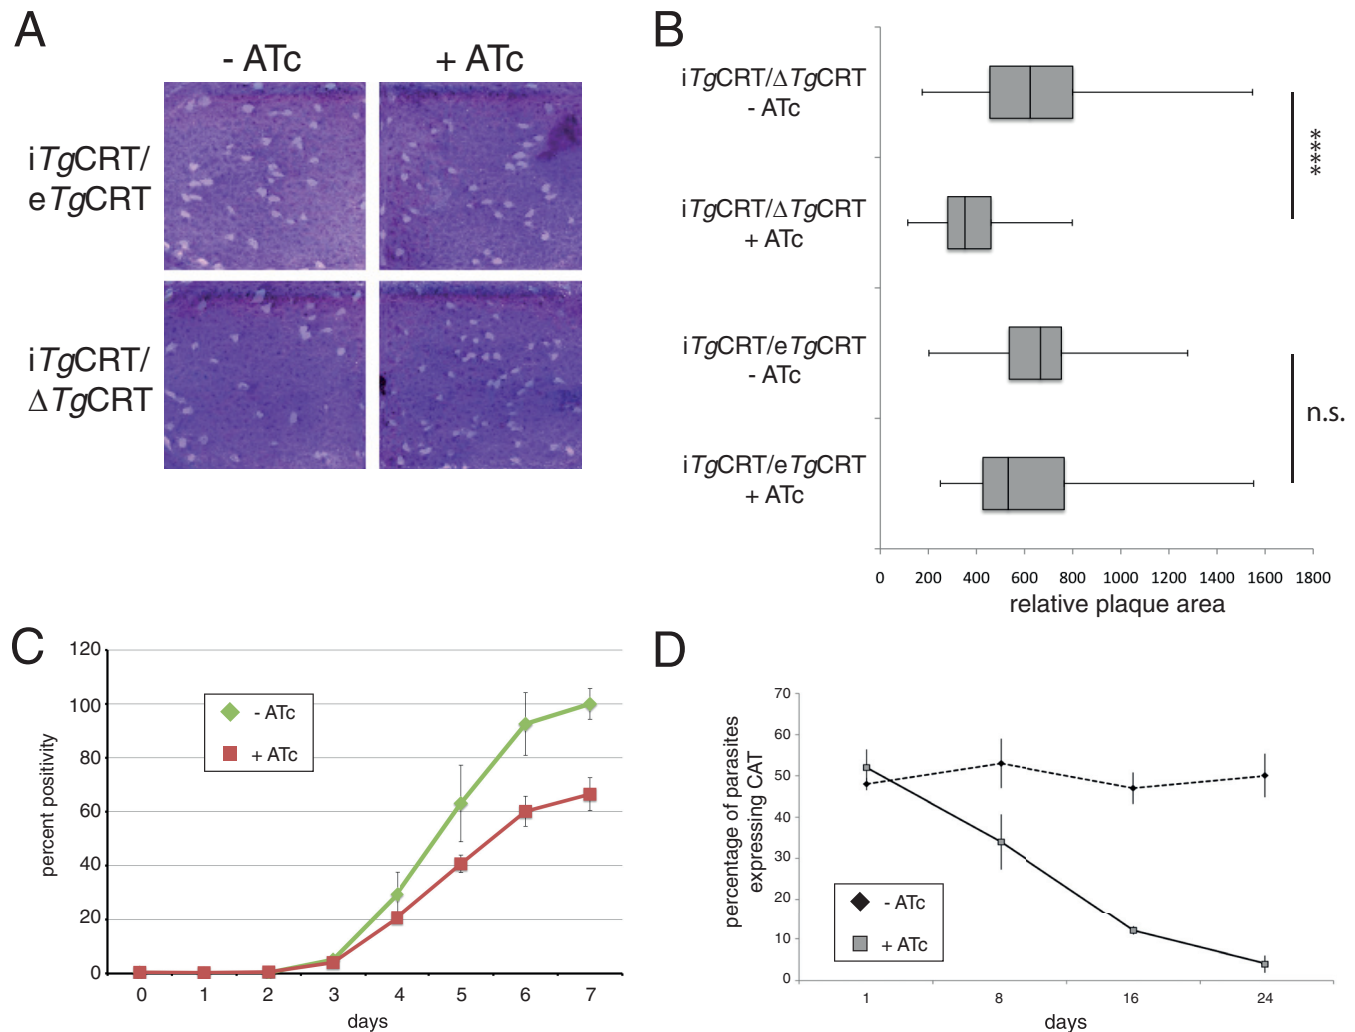 A
- ATc
+ ATc
iTgCRT/
eTgCRT
iTgCRT/
ΔTgCRT
B
iTgCRT/ΔTgCRT
- ATc
iTgCRT/ΔTgCRT
+ ATc
iTgCRT/eTgCRT
- ATc
iTgCRT/eTgCRT
+ ATc
****
n.s.
0 200 400 600 800 1000 1200 1400 1600 1800
relative plaque area
C
120
100
80
60
40
20
0
percent positivity
- ATc
+ ATc
0 1 2 3 4 5 6 7
days
D
70
60
50
40
30
20
10
0
percentage of parasites
expressing CAT
- ATc
+ ATc
1 8 16 24
days